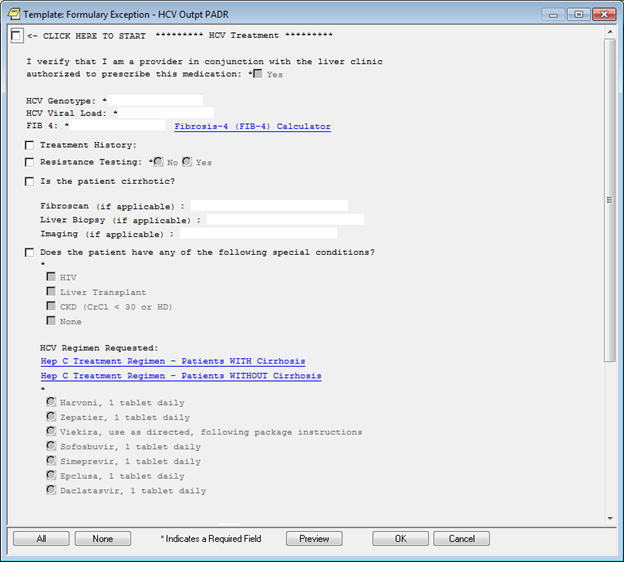 Template: Formulary Exception - HCV Outpt PADR
<- CLICK HERE TO START ********* HCV Treatment *********
I verify that I am a provider in conjunction with the liver clinic
authorized to prescribe this medication: * Yes
HCV Genotype: *
HCV Viral Load: *
FIB 4: * Fibrosis-4 (FIB-4) Calculator
Treatment History:
Resistance Testing: * No Yes
Is the patient cirrhotic?
Fibroscan (if applicable) :
Liver Biopsy (if applicable) :
Imaging (if applicable) :
Does the patient have any of the following special conditions?
*
HIV
Liver Transplant
CKD (CrCl < 30 or HD)
None
HCV Regimen Requested:
Hep C Treatment Regimen - Patients WITH Cirrhosis
Hep C Treatment Regimen - Patients WITHOUT Cirrhosis
*
Harvoni, 1 tablet daily
Zepatier, 1 tablet daily
Viekira, use as directed, following package instructions
Sofosbuvir, 1 tablet daily
Simeprevir, 1 tablet daily
Epclusa, 1 tablet daily
Daclatasvir, 1 tablet daily
All None * Indicates a Required Field Preview OK Cancel